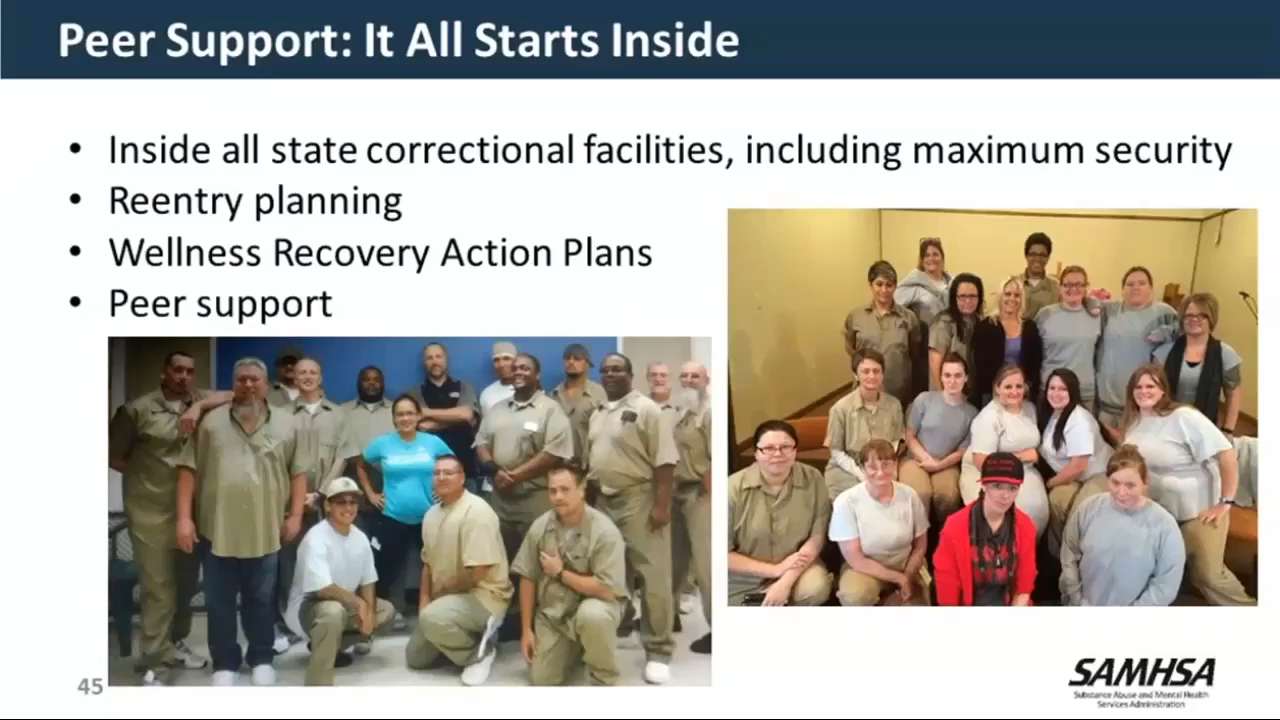 Peer Support: It All Starts Inside
• Inside all state correctional facilities, including maximum security
• Reentry planning
• Wellness Recovery Action Plans
• Peer support
45
SAMHSA
Substance Abuse and Mental Health
Services Administration